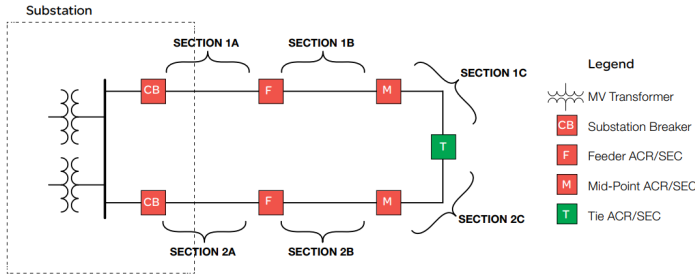 Substation
SECTION 1A
SECTION 1B
SECTION 1C
CB
F
M
T
CB
F
M
SECTION 2A
SECTION 2B
SECTION 2C
Legend
MV Transformer
CB Substation Breaker
F Feeder ACR/SEC
M Mid-Point ACR/SEC
T Tie ACR/SEC